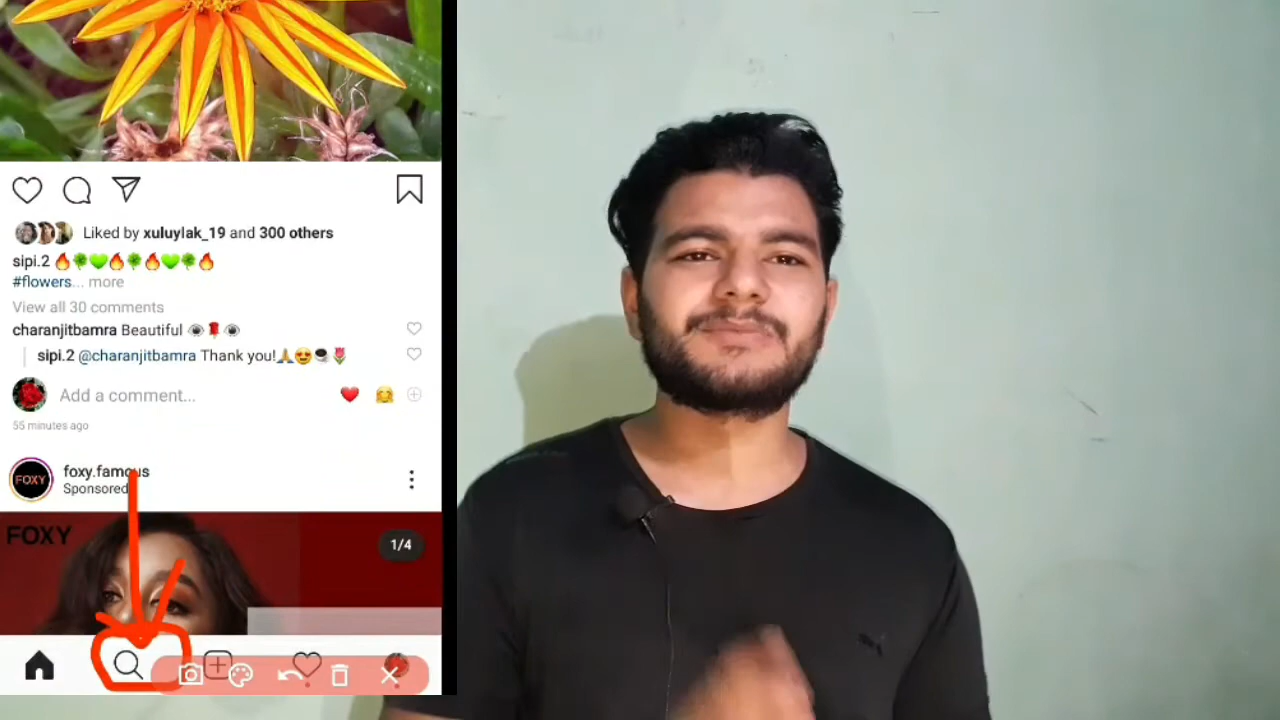 Liked by xuluylak_19 and 300 others
sipi.2 🔥🍀💚🔥🍀🔥💚🍀🔥
#flowers... more
View all 30 comments
charanjitbamra Beautiful 👁️🌹👁️
sipi.2 @charanjitbamra Thank you!🙏😍☕🌷
Add a comment...
55 minutes ago
FOXY
foxy.famous
Sponsored
FOXY
1/4